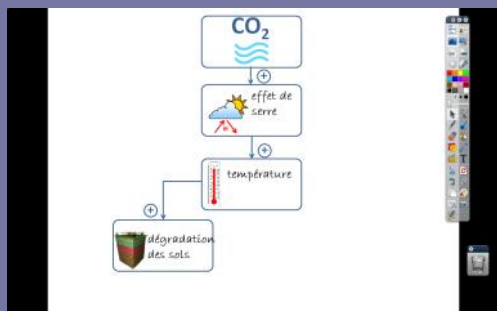 CO₂
+
effet de
serre
+
température
+
dégradation
des sols